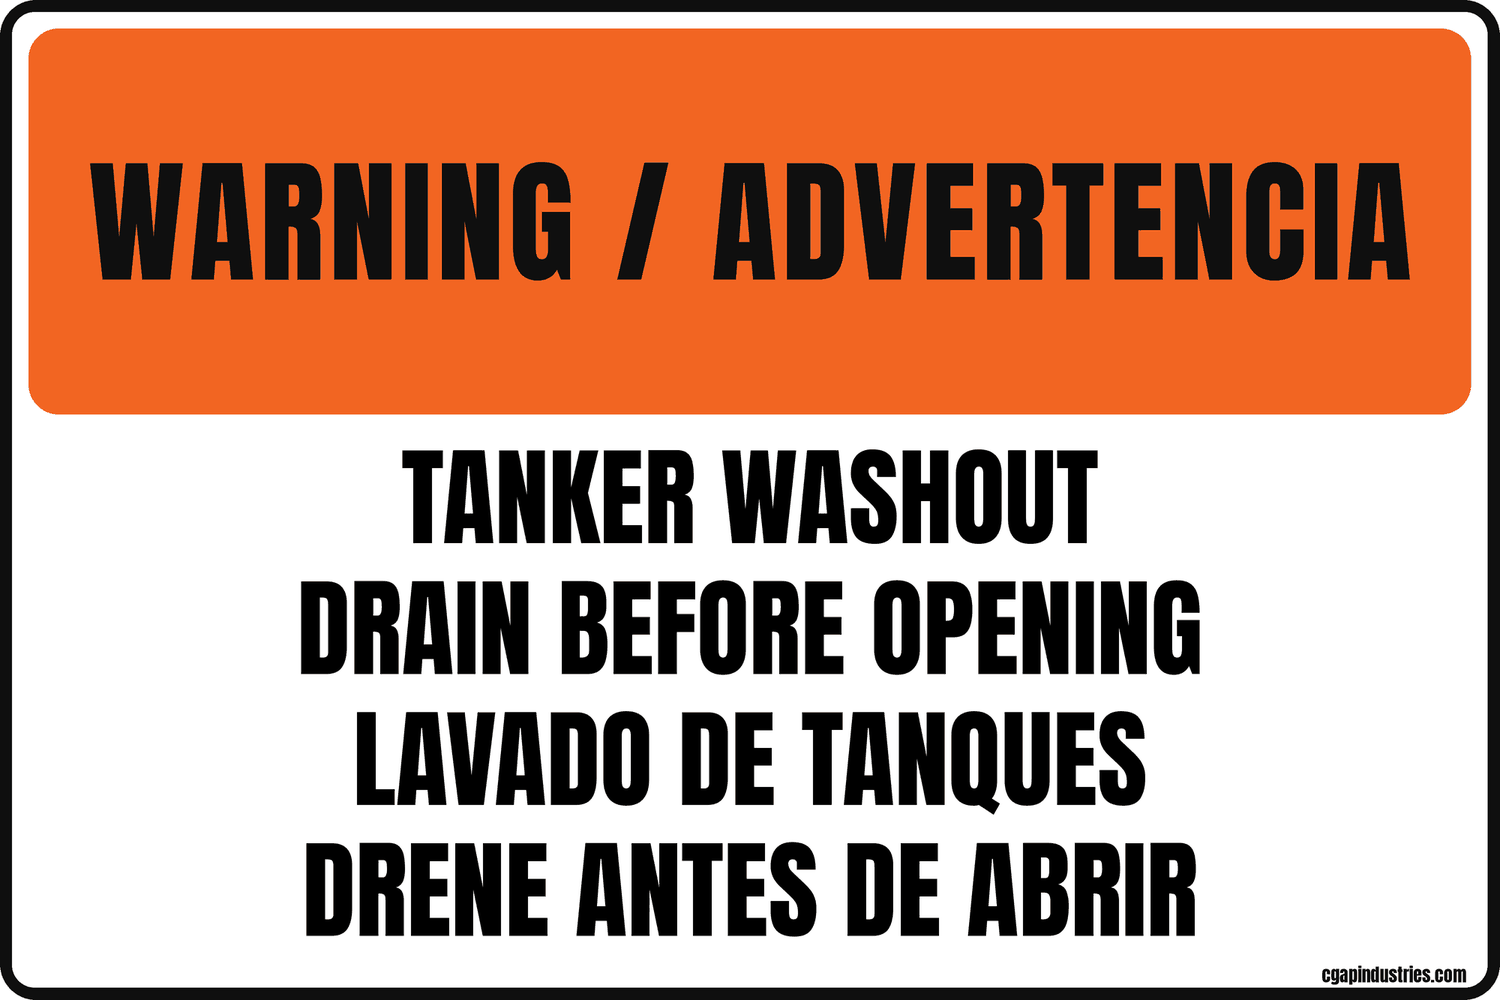 WARNING / ADVERTENCIA
TANKER WASHOUT
DRAIN BEFORE OPENING
LAVADO DE TANQUES
DRENE ANTES DE ABRIR
cgapindustries.com